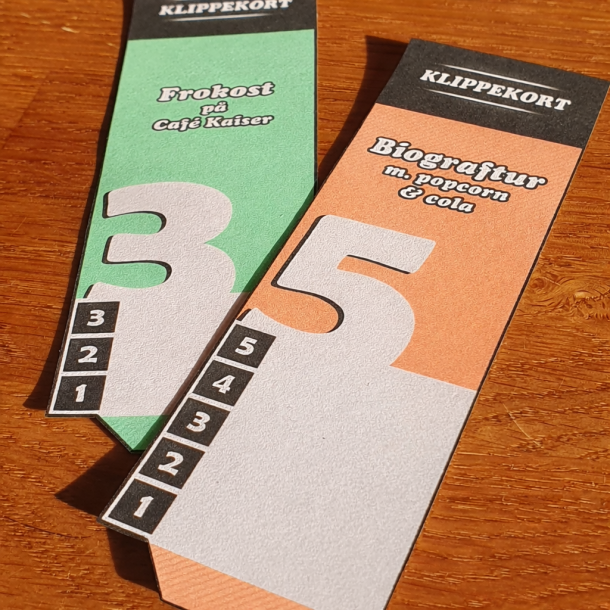 KLIPPEKORT
Frokost
på
Café Kaiser
3
3
2
1
KLIPPEKORT
Biograftur
m. popcorn
& cola
5
5
4
3
2
1